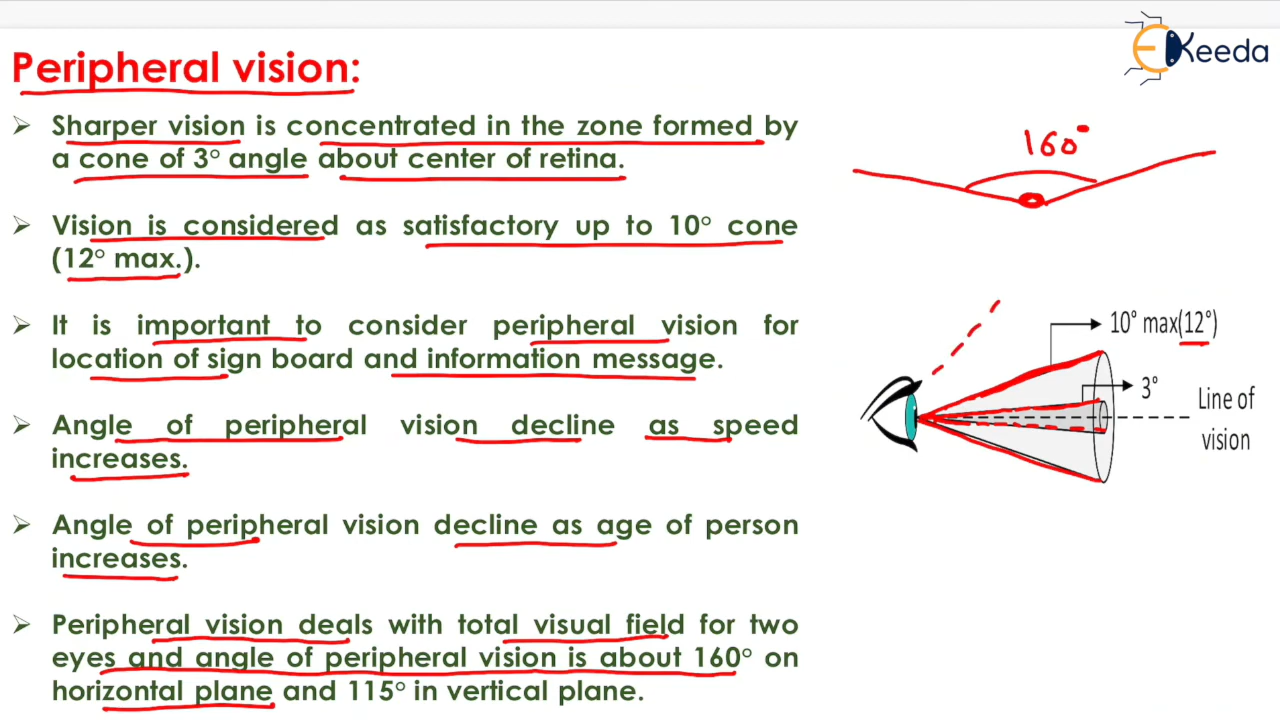 EKeeda
Peripheral vision:
➢ Sharper vision is concentrated in the zone formed by
a cone of 3° angle about center of retina.
➢ Vision is considered as satisfactory up to 10° cone
(12° max.).
➢ It is important to consider peripheral vision for
location of sign board and information message.
➢ Angle of peripheral vision decline as speed
increases.
➢ Angle of peripheral vision decline as age of person
increases.
➢ Peripheral vision deals with total visual field for two
eyes and angle of peripheral vision is about 160° on
horizontal plane and 115° in vertical plane.
160°
10° max(12°)
3°
Line of
vision